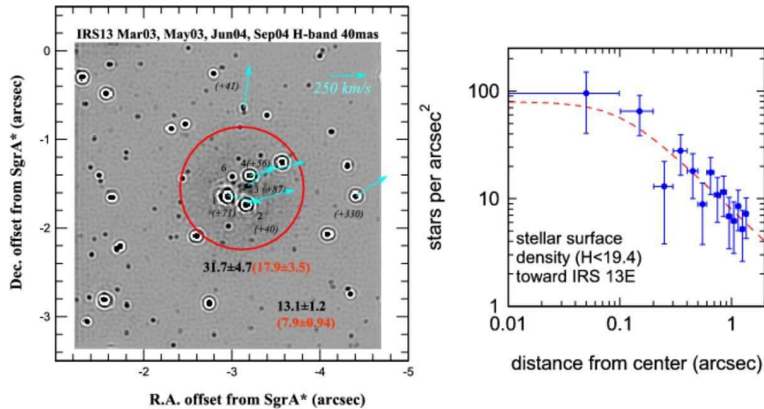 IRS13 Mar03, May03, Jun04, Sep04 H-band 40mas
250 km/s
(+41)
4(+56)
6
3 (+87)
(+71)
2
(+40)
(+330)
31.7±4.7(17.9±3.5)
13.1±1.2
(7.9±0.94)
0
-1
-2
-3
-2
-3
-4
-5
Dec. offset from SgrA* (arcsec)
R.A. offset from SgrA* (arcsec)
100
10
1
0.01
0.1
1
stars per arcsec²
distance from center (arcsec)
stellar surface
density (H<19.4)
toward IRS 13E